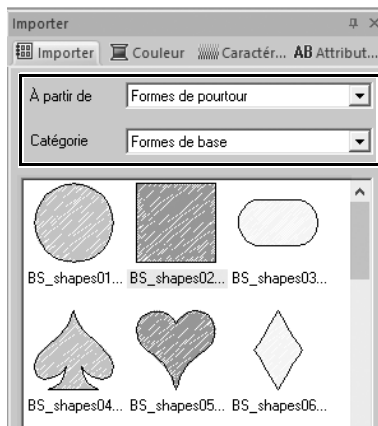 Importer
Importer Couleur Caractér... AB Attribut...
À partir de Formes de pourtour
Catégorie Formes de base
BS_shapes01... BS_shapes02... BS_shapes03...
BS_shapes04... BS_shapes05... BS_shapes06...